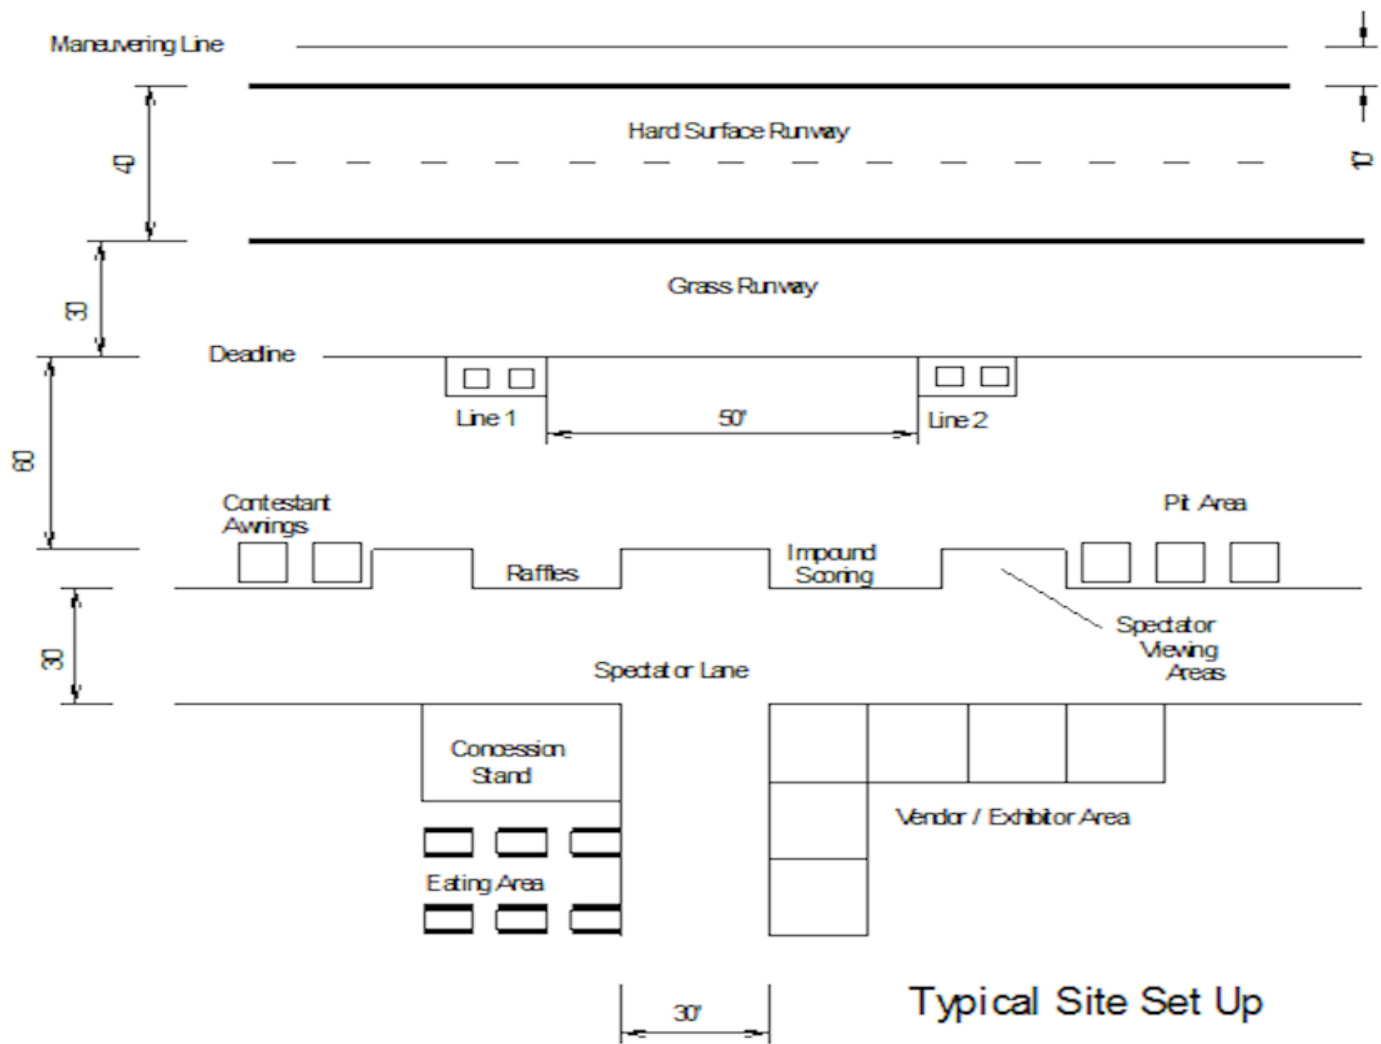 Maneuvering Line
Hard Surface Runway
40
10'
Grass Runway
30
Deadline
Line 1
50'
Line 2
60
Contestant
Awnings
Pit Area
Raffles
Impound
Scoring
Spectator
Viewing
Areas
30
Spectator Lane
Concession
Stand
Vendor / Exhibitor Area
Eating Area
30'
Typical Site Set Up